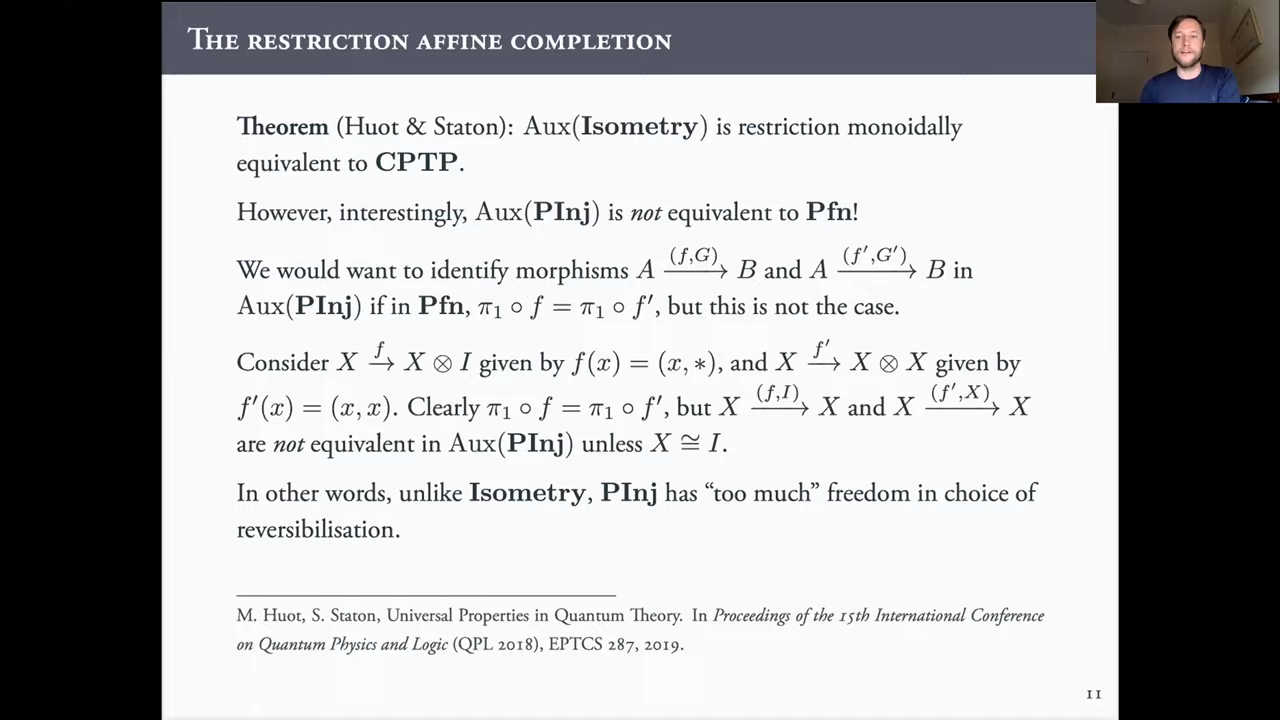 The restriction affine completion
Theorem (Huot & Staton): Aux(Isometry) is restriction monoidally
equivalent to CPTP.
However, interestingly, Aux(PInj) is not equivalent to Pfn!
We would want to identify morphisms A —(f,G)→ B and A —(f′,G′)→ B in
Aux(PInj) if in Pfn, π₁ ∘ f = π₁ ∘ f′, but this is not the case.
Consider X —f→ X ⊗ I given by f(x) = (x, ∗), and X —f′→ X ⊗ X given by
f′(x) = (x, x). Clearly π₁ ∘ f = π₁ ∘ f′, but X —(f,I)→ X and X —(f′,X)→ X
are not equivalent in Aux(PInj) unless X ≅ I.
In other words, unlike Isometry, PInj has “too much” freedom in choice of
reversibilisation.
M. Huot, S. Staton, Universal Properties in Quantum Theory. In Proceedings of the 15th International Conference
on Quantum Physics and Logic (QPL 2018), EPTCS 287, 2019.
11